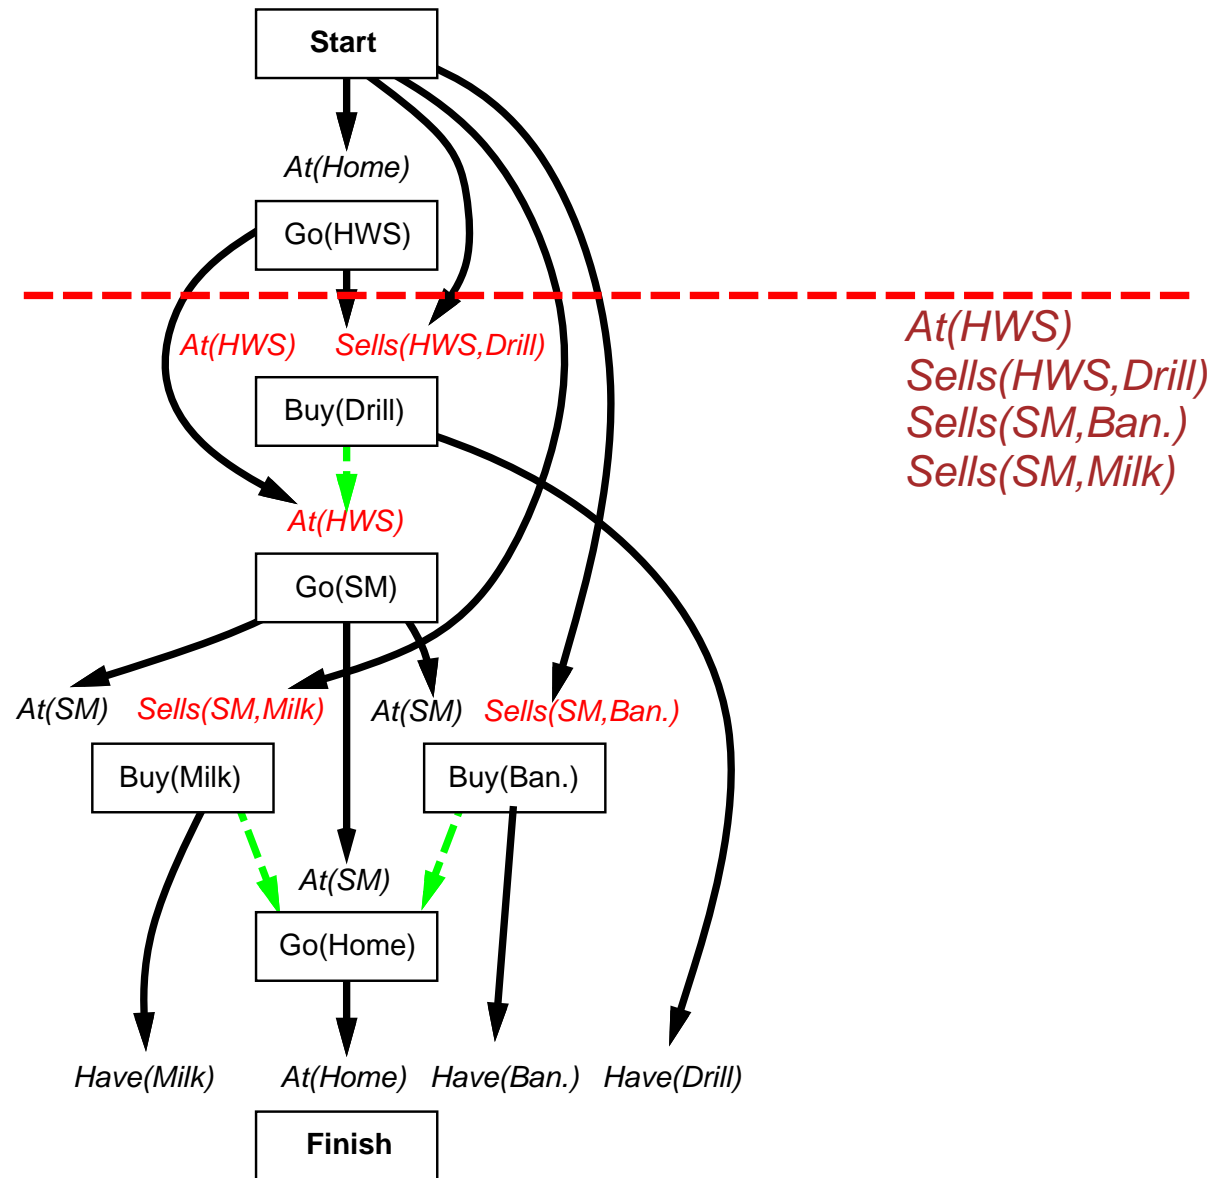 Start
At(Home)
Go(HWS)
At(HWS) Sells(HWS,Drill)
At(HWS)
Sells(HWS,Drill)
Sells(SM,Ban.)
Sells(SM,Milk)
Buy(Drill)
At(HWS)
Go(SM)
At(SM) Sells(SM,Milk) At(SM) Sells(SM,Ban.)
Buy(Milk) Buy(Ban.)
At(SM)
Go(Home)
Have(Milk) At(Home) Have(Ban.) Have(Drill)
Finish